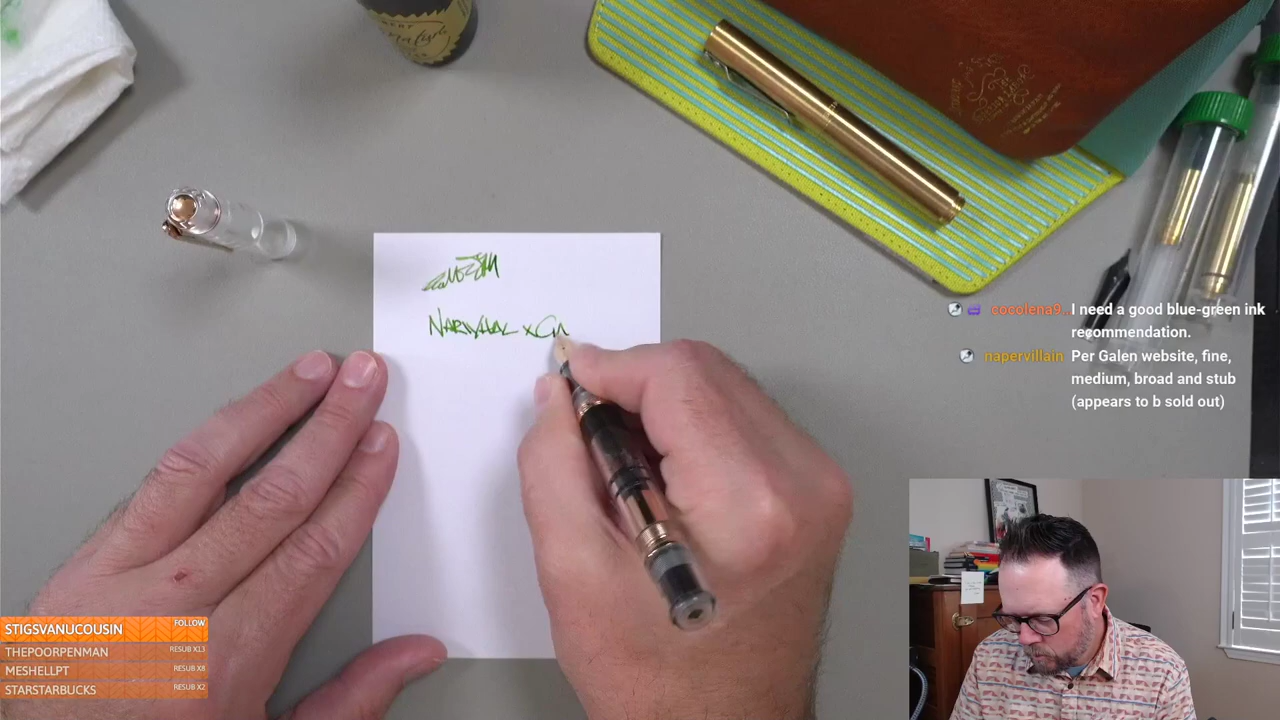 NARWHAL x
cocolena9... I need a good blue-green ink
recommendation.
napervillain Per Galen website, fine,
medium, broad and stub
(appears to b sold out)
STIGSVANUCOUSIN FOLLOW
THEPOORPENMAN RESUB X13
MESHELLPT RESUB X8
STARSTARBUCKS RESUB X2